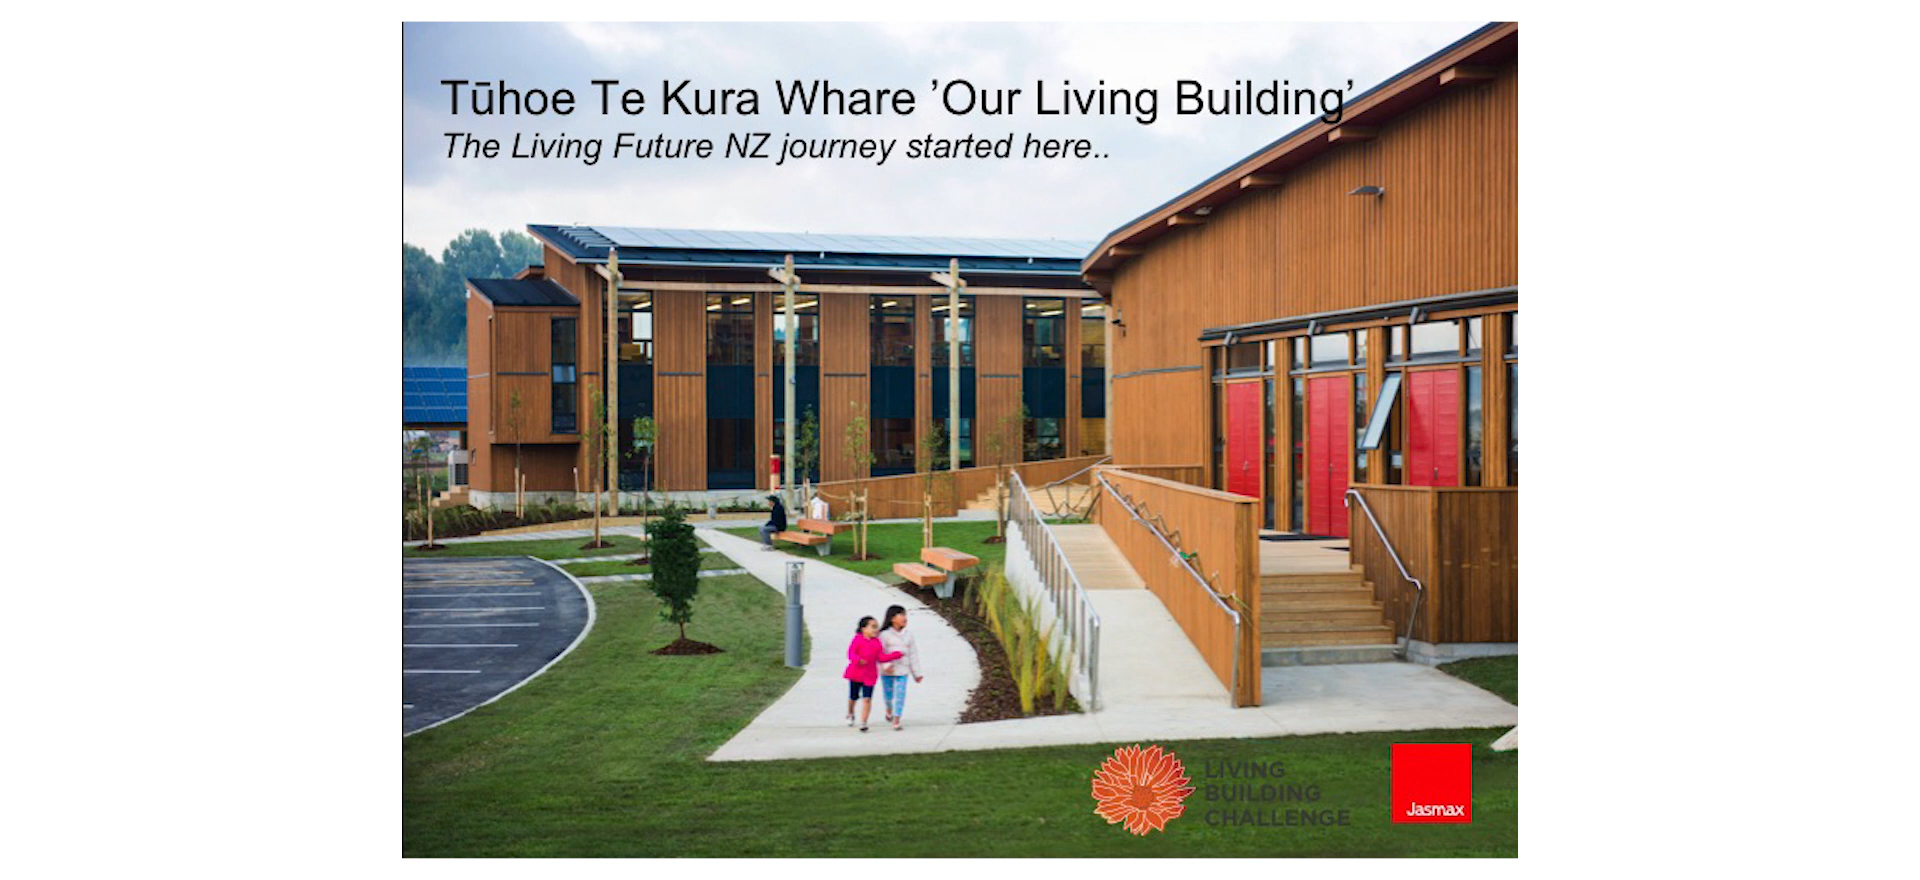 Tūhoe Te Kura Whare ’Our Living Building’
The Living Future NZ journey started here..
LIVING
BUILDING
CHALLENGE
Jasmax